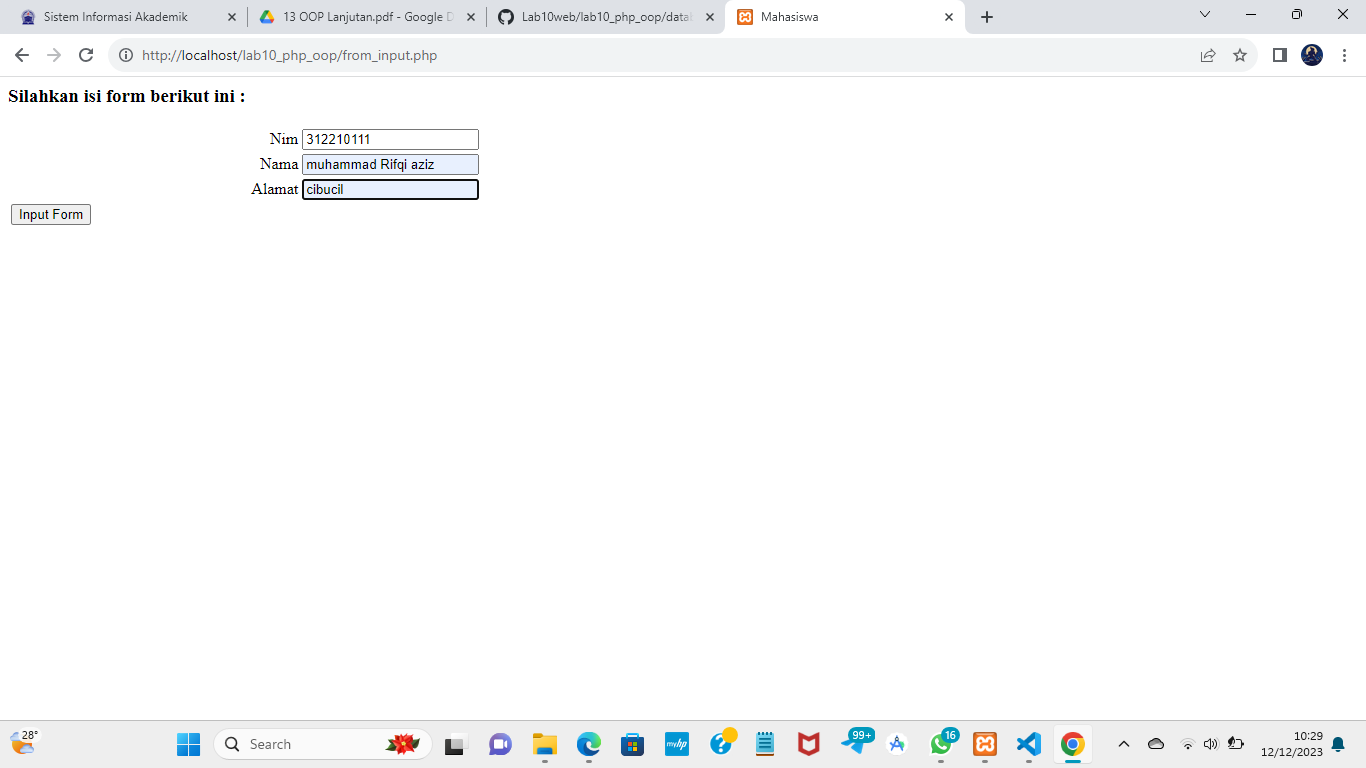 Sistem Informasi Akademik
13 OOP Lanjutan.pdf - Google D
Lab10web/lab10_php_oop/data
Mahasiswa
http://localhost/lab10_php_oop/from_input.php
Silahkan isi form berikut ini :
Nim 312210111
Nama muhammad Rifqi aziz
Alamat cibucil
Input Form
28°
Search
myhp
99+
16
10:29
12/12/2023